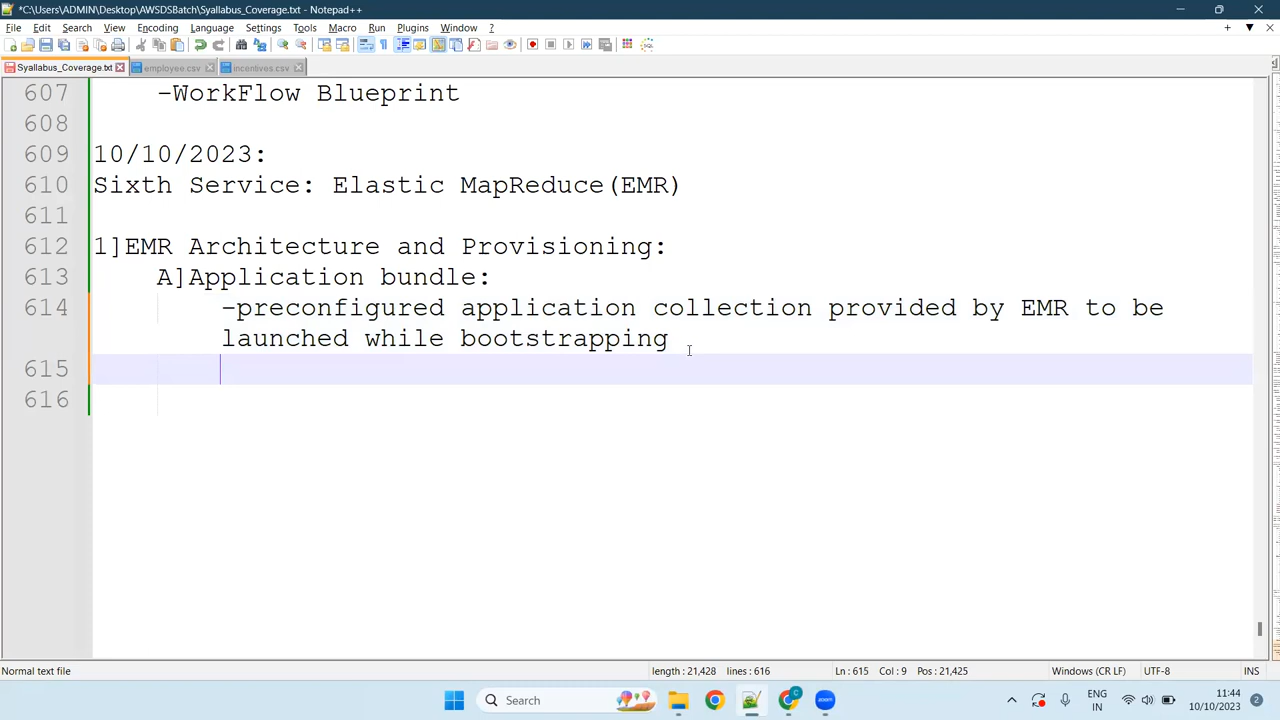 *C:\Users\ADMIN\Desktop\AWSDSBatch\Syallabus_Coverage.txt - Notepad++
File Edit Search View Encoding Language Settings Tools Macro Run Plugins Window ?
Syallabus_Coverage.txt employee.csv incentives.csv
607 -WorkFlow Blueprint
608
609 10/10/2023:
610 Sixth Service: Elastic MapReduce(EMR)
611
612 1]EMR Architecture and Provisioning:
613 A]Application bundle:
614 -preconfigured application collection provided by EMR to be
launched while bootstrapping
615
616
Normal text file length : 21,428 lines : 616 Ln : 615 Col : 9 Pos : 21,425 Windows (CR LF) UTF-8 INS
Search ENG 11:44
IN 10/10/2023 2